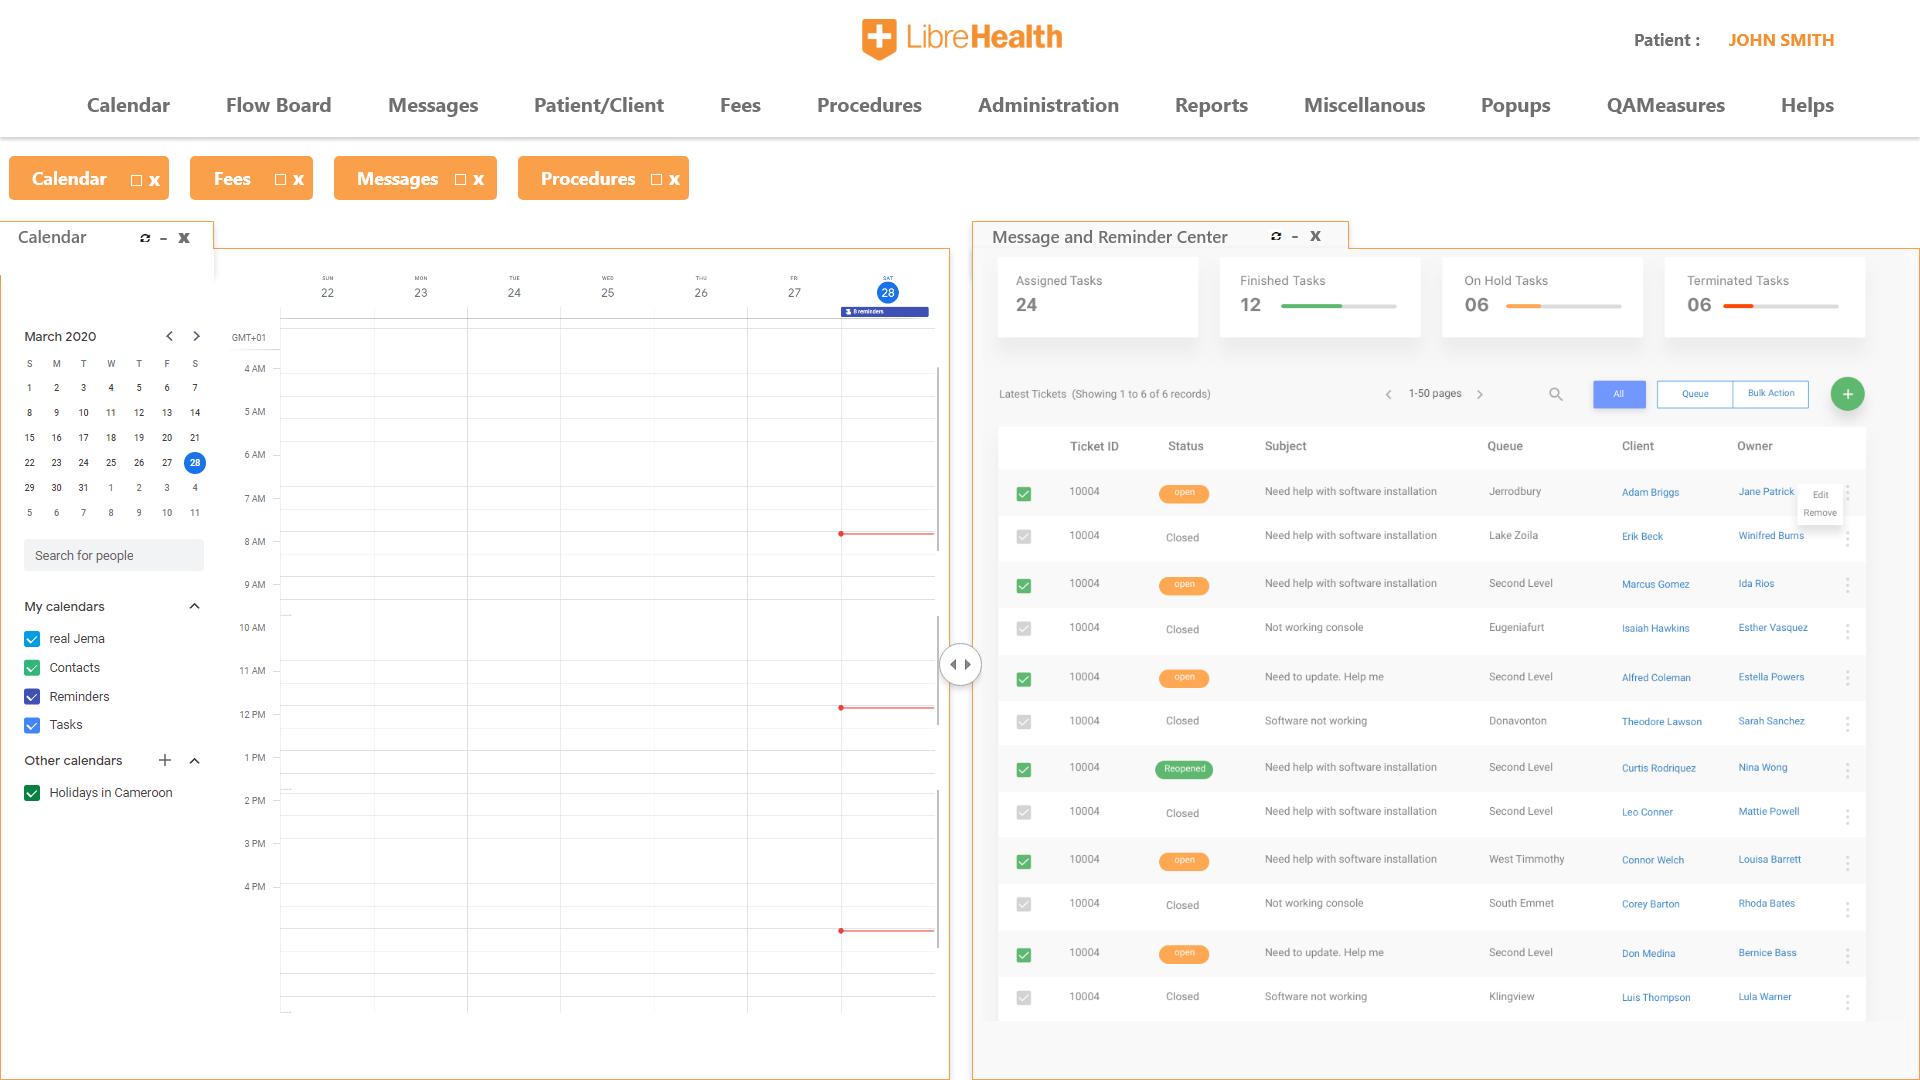 LibreHealth
Patient : JOHN SMITH
Calendar Flow Board Messages Patient/Client Fees Procedures Administration Reports Miscellanous Popups QAMeasures Helps
Calendar x Fees x Messages x Procedures x
Calendar – X
SUN MON TUE WED THU FRI SAT
22 23 24 25 26 27 28
8 reminders
March 2020
S M T W T F S
1 2 3 4 5 6 7
8 9 10 11 12 13 14
15 16 17 18 19 20 21
22 23 24 25 26 27 28
29 30 31 1 2 3 4
5 6 7 8 9 10 11
Search for people
My calendars
real Jema
Contacts
Reminders
Tasks
Other calendars +
Holidays in Cameroon
GMT+01
4 AM
5 AM
6 AM
7 AM
8 AM
9 AM
10 AM
11 AM
12 PM
1 PM
2 PM
3 PM
4 PM
Message and Reminder Center – X
Assigned Tasks Finished Tasks On Hold Tasks Terminated Tasks
24 12 06 06
Latest Tickets (Showing 1 to 6 of 6 records) < 1-50 pages > All Queue Bulk Action +
Ticket ID Status Subject Queue Client Owner
10004 open Need help with software installation Jerrodbury Adam Briggs Jane Patrick
Edit
Remove
10004 Closed Need help with software installation Lake Zoila Erik Beck Winifred Burns
10004 open Need help with software installation Second Level Marcus Gomez Ida Rios
10004 Closed Not working console Eugeniafurt Isaiah Hawkins Esther Vasquez
10004 open Need to update. Help me Second Level Alfred Coleman Estella Powers
10004 Closed Software not working Donavonton Theodore Lawson Sarah Sanchez
10004 Reopened Need help with software installation Second Level Curtis Rodriquez Nina Wong
10004 Closed Need help with software installation Second Level Leo Conner Mattie Powell
10004 open Need help with software installation West Timmothy Connor Welch Louisa Barrett
10004 Closed Not working console South Emmet Corey Barton Rhoda Bates
10004 open Need to update. Help me Second Level Don Medina Bernice Bass
10004 Closed Software not working Klingview Luis Thompson Lula Warner